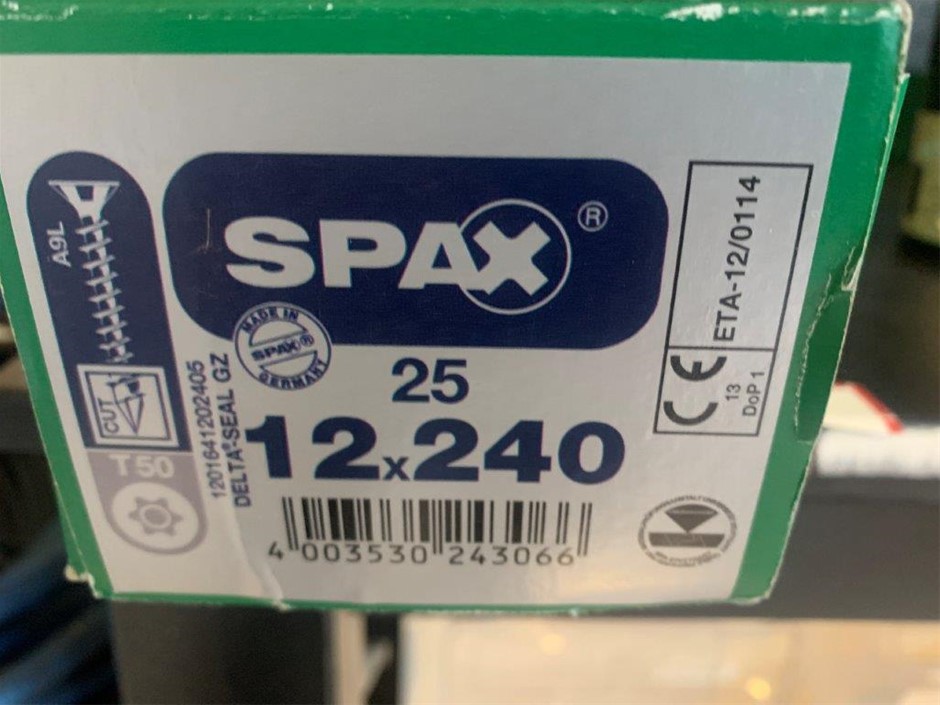 A9L
CUT
T50
1201641202405
DELTA-SEAL GZ
SPAX®
MADE IN
SPAX®
GERMANY
25
12x240
4 003530 243066
CE
13
DoP 1
ETA-12/0114